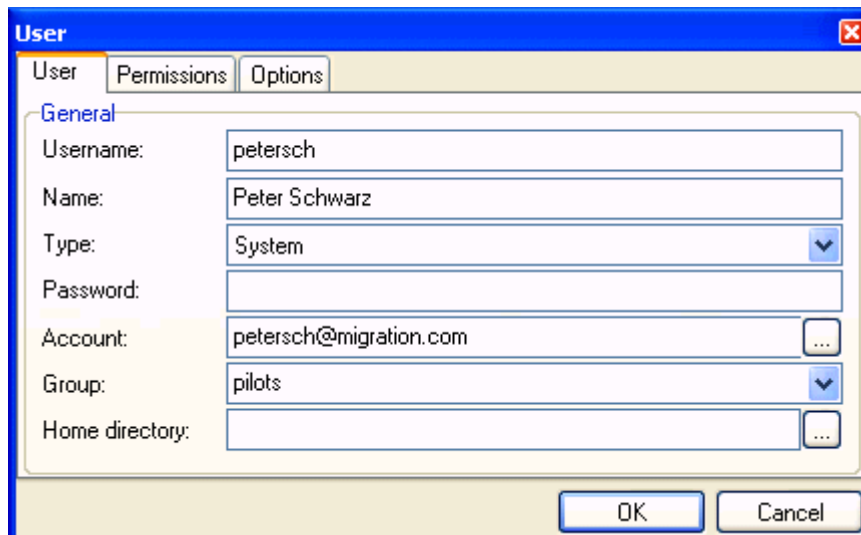 User
User Permissions Options
General
Username: petersch
Name: Peter Schwarz
Type: System
Password:
Account: petersch@migration.com ...
Group: pilots
Home directory: ...
OK Cancel